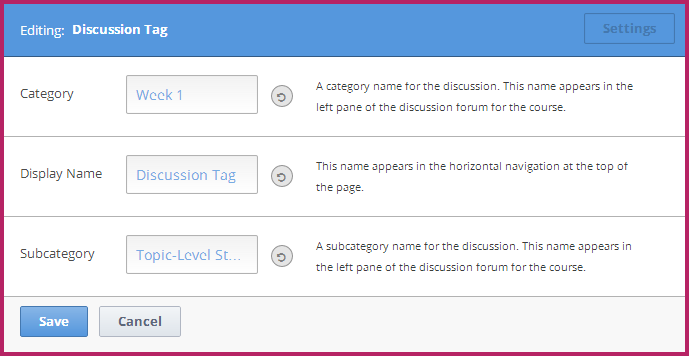 Editing: Discussion Tag
Settings
Category
Week 1
A category name for the discussion. This name appears in the
left pane of the discussion forum for the course.
Display Name
Discussion Tag
This name appears in the horizontal navigation at the top of
the page.
Subcategory
Topic-Level St...
A subcategory name for the discussion. This name appears in
the left pane of the discussion forum for the course.
Save
Cancel